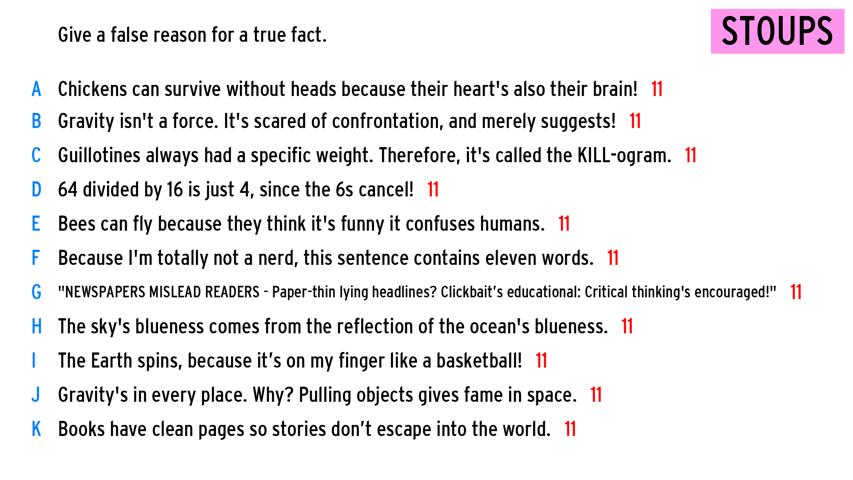 Give a false reason for a true fact.
STOUPS
A Chickens can survive without heads because their heart's also their brain! 11
B Gravity isn't a force. It's scared of confrontation, and merely suggests! 11
C Guillotines always had a specific weight. Therefore, it's called the KILL-ogram. 11
D 64 divided by 16 is just 4, since the 6s cancel! 11
E Bees can fly because they think it's funny it confuses humans. 11
F Because I'm totally not a nerd, this sentence contains eleven words. 11
G "NEWSPAPERS MISLEAD READERS - Paper-thin lying headlines? Clickbait’s educational: Critical thinking's encouraged!" 11
H The sky's blueness comes from the reflection of the ocean's blueness. 11
I The Earth spins, because it’s on my finger like a basketball! 11
J Gravity's in every place. Why? Pulling objects gives fame in space. 11
K Books have clean pages so stories don’t escape into the world. 11